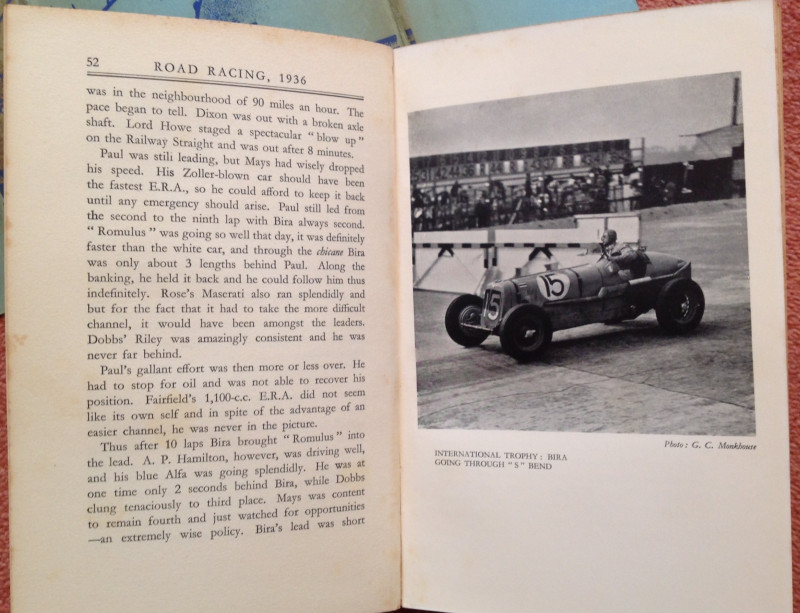 52
ROAD RACING, 1936
was in the neighbourhood of 90 miles an hour. The
pace began to tell. Dixon was out with a broken axle
shaft. Lord Howe staged a spectacular “ blow up ”
on the Railway Straight and was out after 8 minutes.
Paul was still leading, but Mays had wisely dropped
his speed. His Zoller-blown car should have been
the fastest E.R.A., so he could afford to keep it back
until any emergency should arise. Paul still led from
the second to the ninth lap with Bira always second.
“ Romulus ” was going so well that day, it was definitely
faster than the white car, and through the chicane Bira
was only about 3 lengths behind Paul. Along the
banking, he held it back and he could follow him thus
indefinitely. Rose's Maserati also ran splendidly and
but for the fact that it had to take the more difficult
channel, it would have been amongst the leaders.
Dobbs' Riley was amazingly consistent and he was
never far behind.
Paul's gallant effort was then more or less over. He
had to stop for oil and was not able to recover his
position. Fairfield's 1,100-c.c. E.R.A. did not seem
like its own self and in spite of the advantage of an
easier channel, he was never in the picture.
Thus after 10 laps Bira brought “ Romulus ” into
the lead. A. P. Hamilton, however, was driving well,
and his blue Alfa was going splendidly. He was at
one time only 2 seconds behind Bira, while Dobbs
clung tenaciously to third place. Mays was content
to remain fourth and just watched for opportunities
—an extremely wise policy. Bira's lead was short
15
15
Photo : G. C. Monkhouse
INTERNATIONAL TROPHY : BIRA
GOING THROUGH “ S ” BEND